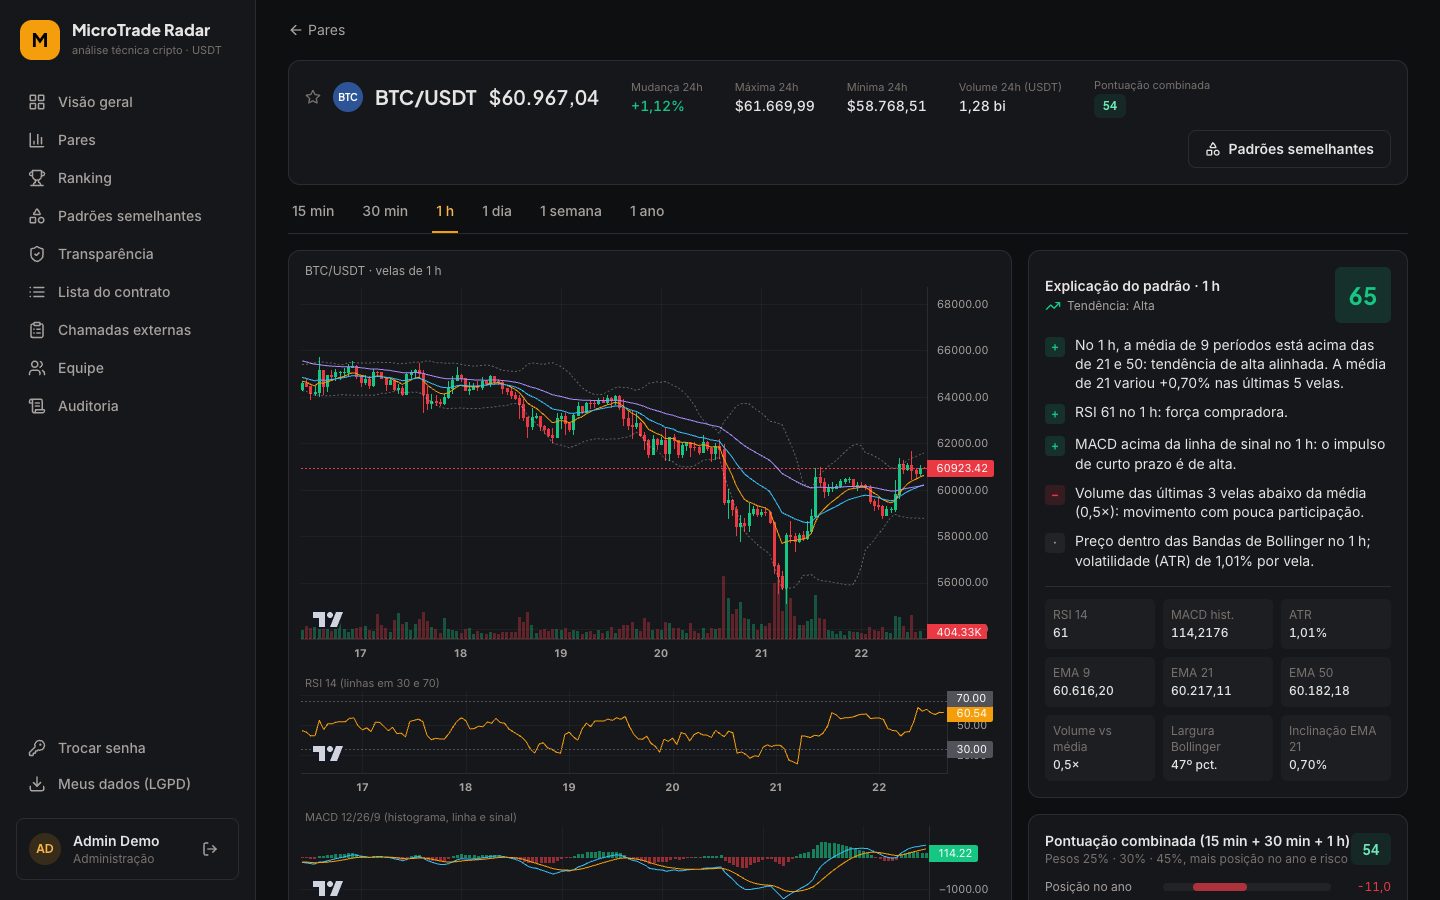 M
MicroTrade Radar
análise técnica cripto · USDT
Visão geral
Pares
Ranking
Padrões semelhantes
Transparência
Lista do contrato
Chamadas externas
Equipe
Auditoria
Trocar senha
Meus dados (LGPD)
AD
Admin Demo
Administração
← Pares
BTC
BTC/USDT $60.967,04
Mudança 24h
+1,12%
Máxima 24h
$61.669,99
Mínima 24h
$58.768,51
Volume 24h (USDT)
1,28 bi
Pontuação combinada
54
Padrões semelhantes
15 min 30 min 1 h 1 dia 1 semana 1 ano
BTC/USDT · velas de 1 h
68000.00
66000.00
64000.00
62000.00
60923.42
60000.00
58000.00
56000.00
404.33K
17 18 19 20 21 22
RSI 14 (linhas em 30 e 70)
70.00
60.54
50.00
30.00
17 18 19 20 21 22
MACD 12/26/9 (histograma, linha e sinal)
114.22
−1000.00
Explicação do padrão · 1 h
Tendência: Alta
65
+ No 1 h, a média de 9 períodos está acima das
de 21 e 50: tendência de alta alinhada. A média
de 21 variou +0,70% nas últimas 5 velas.
+ RSI 61 no 1 h: força compradora.
+ MACD acima da linha de sinal no 1 h: o impulso
de curto prazo é de alta.
− Volume das últimas 3 velas abaixo da média
(0,5×): movimento com pouca participação.
· Preço dentro das Bandas de Bollinger no 1 h;
volatilidade (ATR) de 1,01% por vela.
RSI 14
61
MACD hist.
114,2176
ATR
1,01%
EMA 9
60.616,20
EMA 21
60.217,11
EMA 50
60.182,18
Volume vs
média
0,5×
Largura
Bollinger
47º pct.
Inclinação EMA
21
0,70%
Pontuação combinada (15 min + 30 min + 1 h)
Pesos 25% · 30% · 45%, mais posição no ano e risco
54
Posição no ano
-11,0